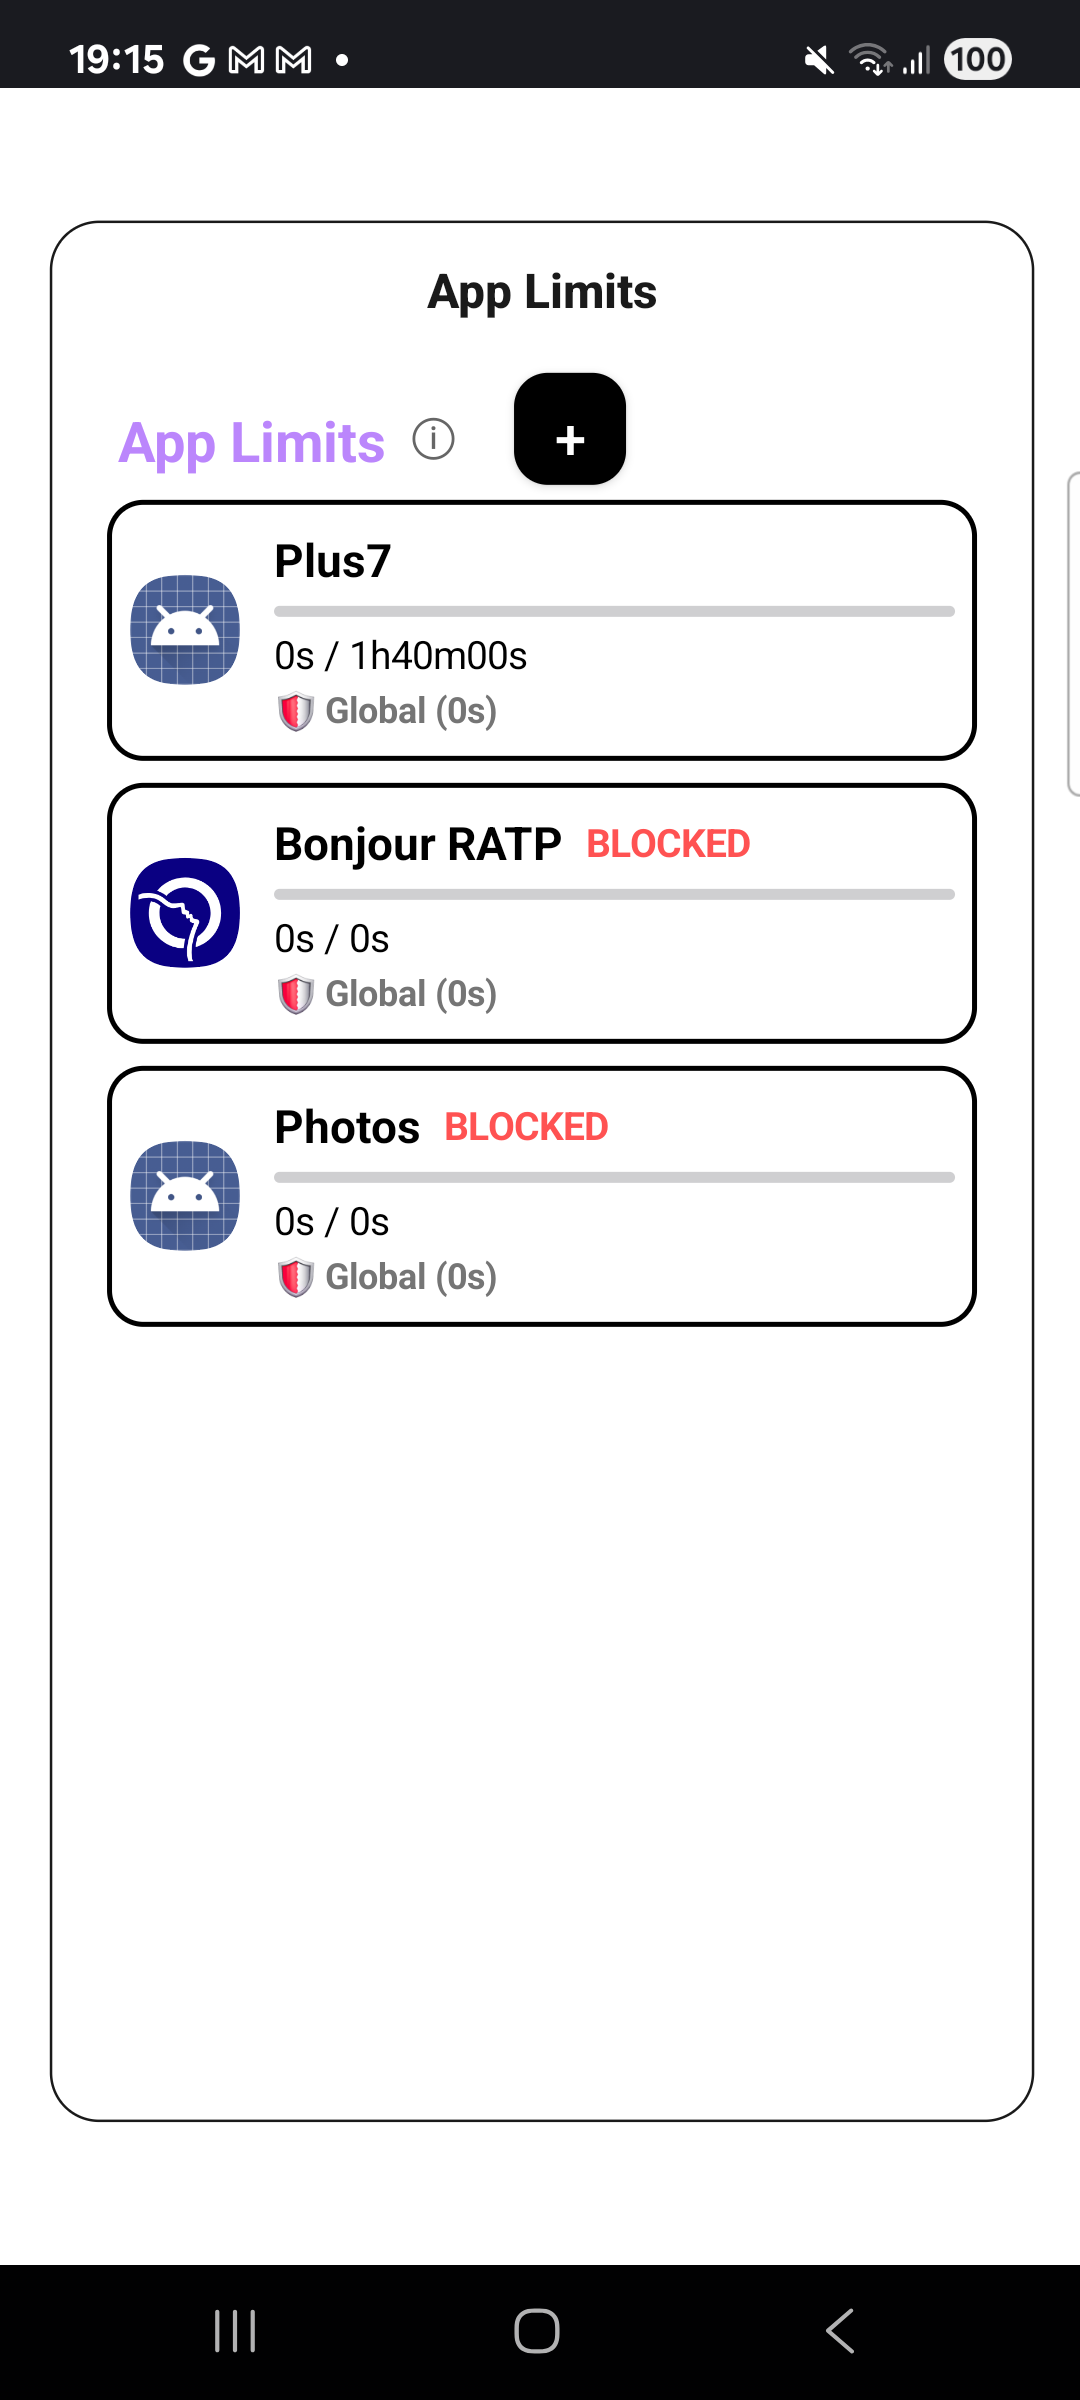 19:15 G 100
App Limits
App Limits +
Plus7
0s / 1h40m00s
Global (0s)
Bonjour RATP BLOCKED
0s / 0s
Global (0s)
Photos BLOCKED
0s / 0s
Global (0s)